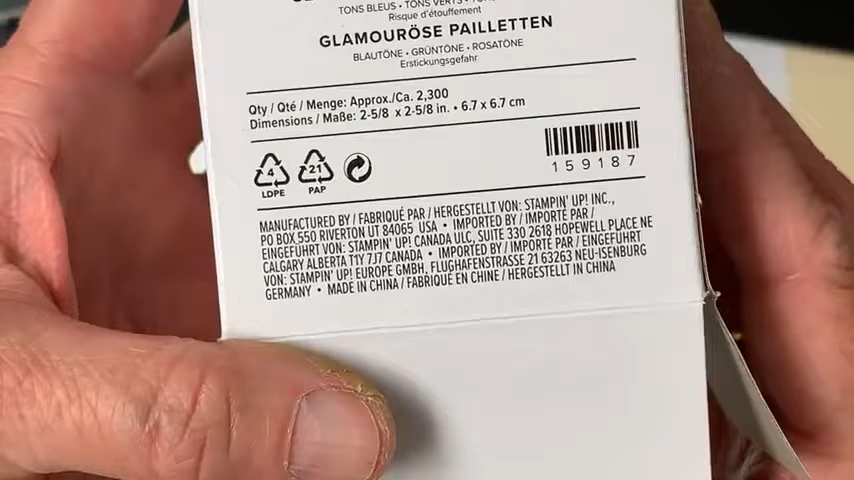 TONS BLEUS • TONS VERTS •
Risque d'étouffement
GLAMOURÖSE PAILLETTEN
BLAUTÖNE • GRÜNTÖNE • ROSATÖNE
Erstickungsgefahr
Qty / Qté / Menge: Approx./Ca. 2,300
Dimensions / Maße: 2-5/8 x 2-5/8 in. • 6.7 x 6.7 cm
4 21
LDPE PAP
159187
MANUFACTURED BY / FABRIQUÉ PAR / HERGESTELLT VON: STAMPIN' UP! INC.,
PO BOX 550 RIVERTON UT 84065 USA • IMPORTED BY / IMPORTÉ PAR /
EINGEFÜHRT VON: STAMPIN' UP! CANADA ULC, SUITE 330 2618 HOPEWELL PLACE NE
CALGARY ALBERTA T1Y 7J7 CANADA • IMPORTED BY / IMPORTÉ PAR / EINGEFÜHRT
VON: STAMPIN' UP! EUROPE GMBH, FLUGHAFENSTRASSE 21 63263 NEU-ISENBURG
GERMANY • MADE IN CHINA / FABRIQUÉ EN CHINE / HERGESTELLT IN CHINA